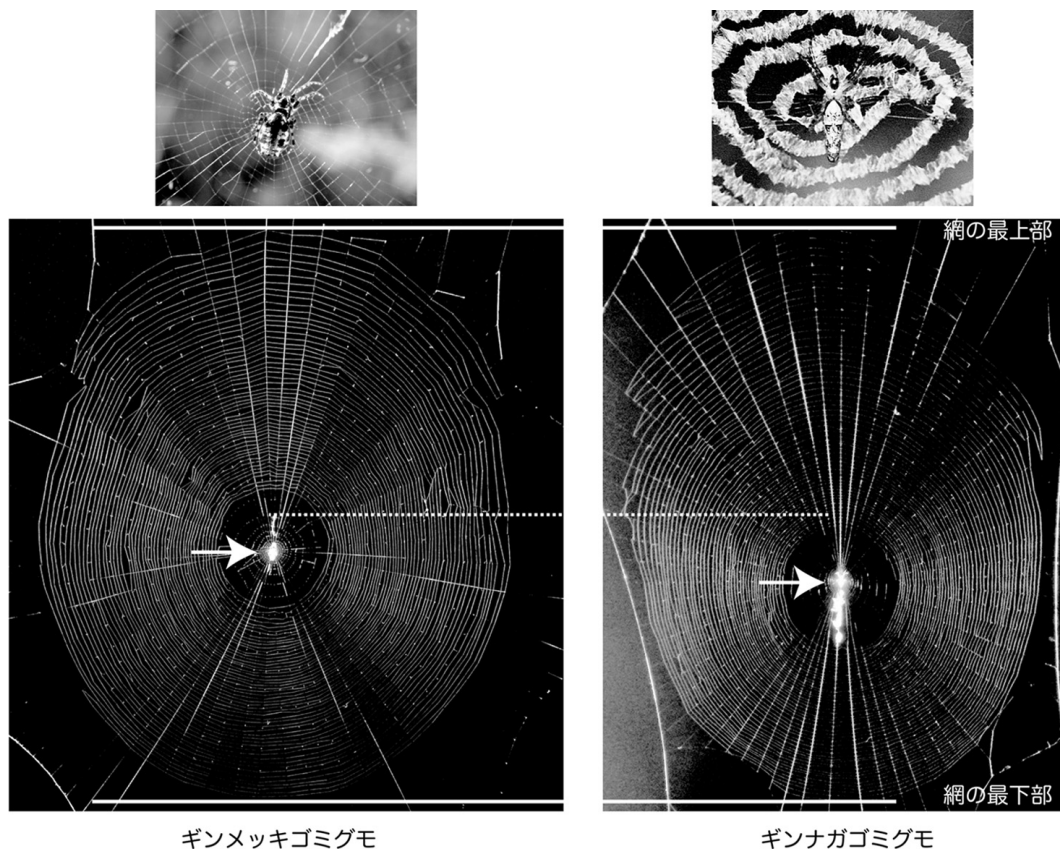 網の最上部
網の最下部
ギンメッキゴミグモ
ギンナガゴミグモ